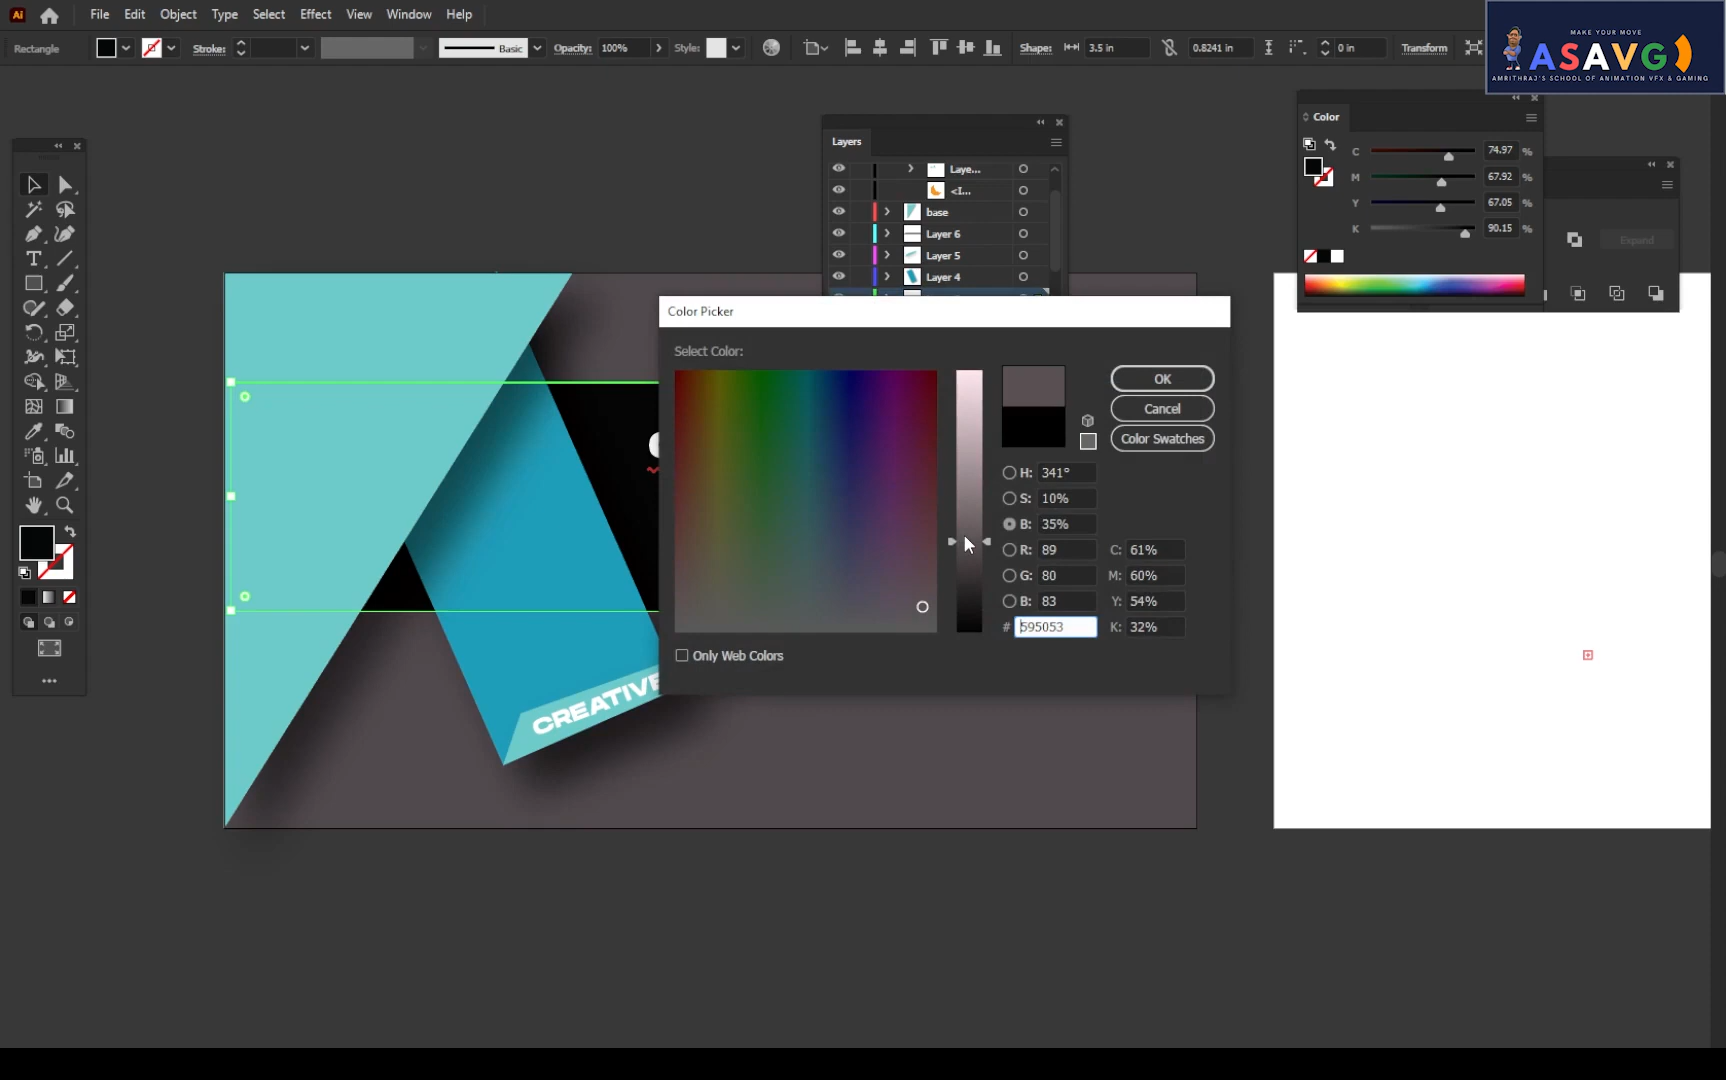 Ai File Edit Object Type Select Effect View Window Help
MAKE YOUR MOVE
ASAVG
AMRITHRAJ'S SCHOOL OF ANIMATION VFX & GAMING
Rectangle Stroke: Basic Opacity: 100% Style: Shape: 3.5 in 0.8241 in 0 in Transform
Color
C 74.97 %
M 67.92 %
Y 67.05 %
K 90.15 %
Expand
Layers
Laye...
<I...
base
Layer 6
Layer 5
Layer 4
Color Picker
Select Color:
OK
Cancel
Color Swatches
H: 341°
S: 10%
B: 35%
R: 89 C: 61%
G: 80 M: 60%
B: 83 Y: 54%
# 595053 K: 32%
Only Web Colors
CREATIVE